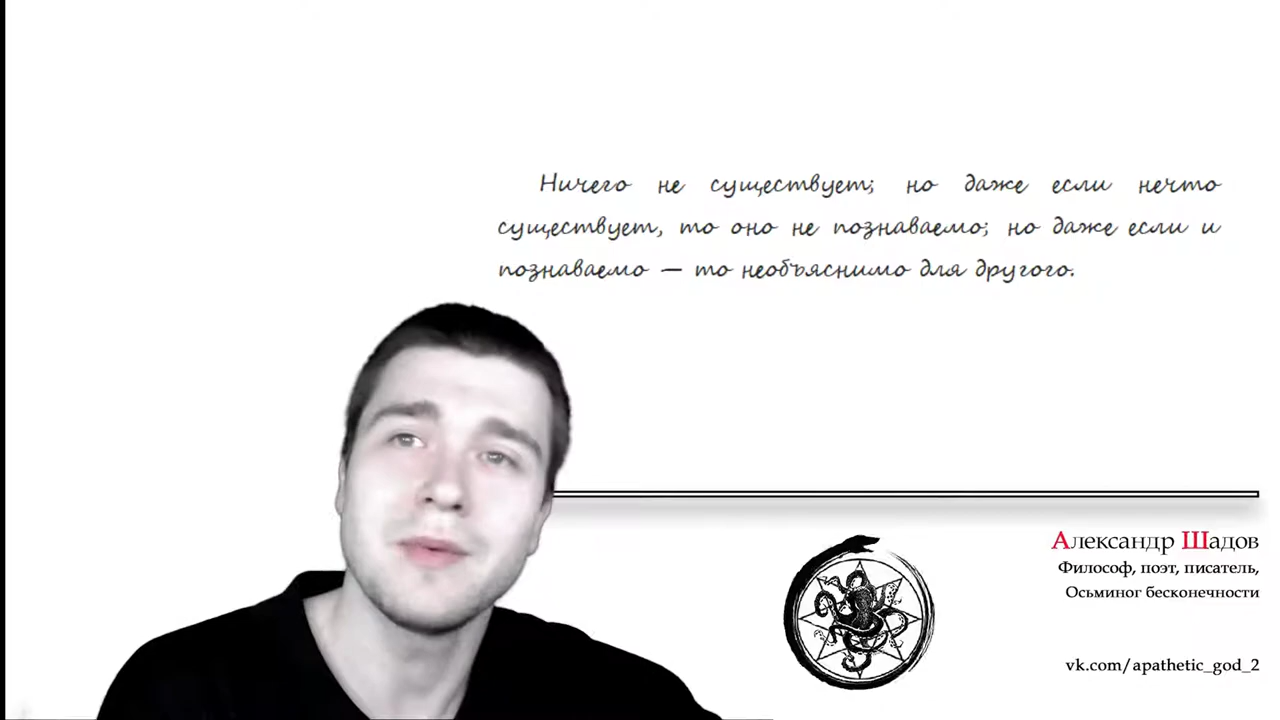 Ничего не существует; но даже если нечто
существует, то оно не познаваемо; но даже если и
познаваемо — то необъяснимо для другого.
Александр Шадов
Философ, поэт, писатель,
Осьминог бесконечности
vk.com/apathetic_god_2